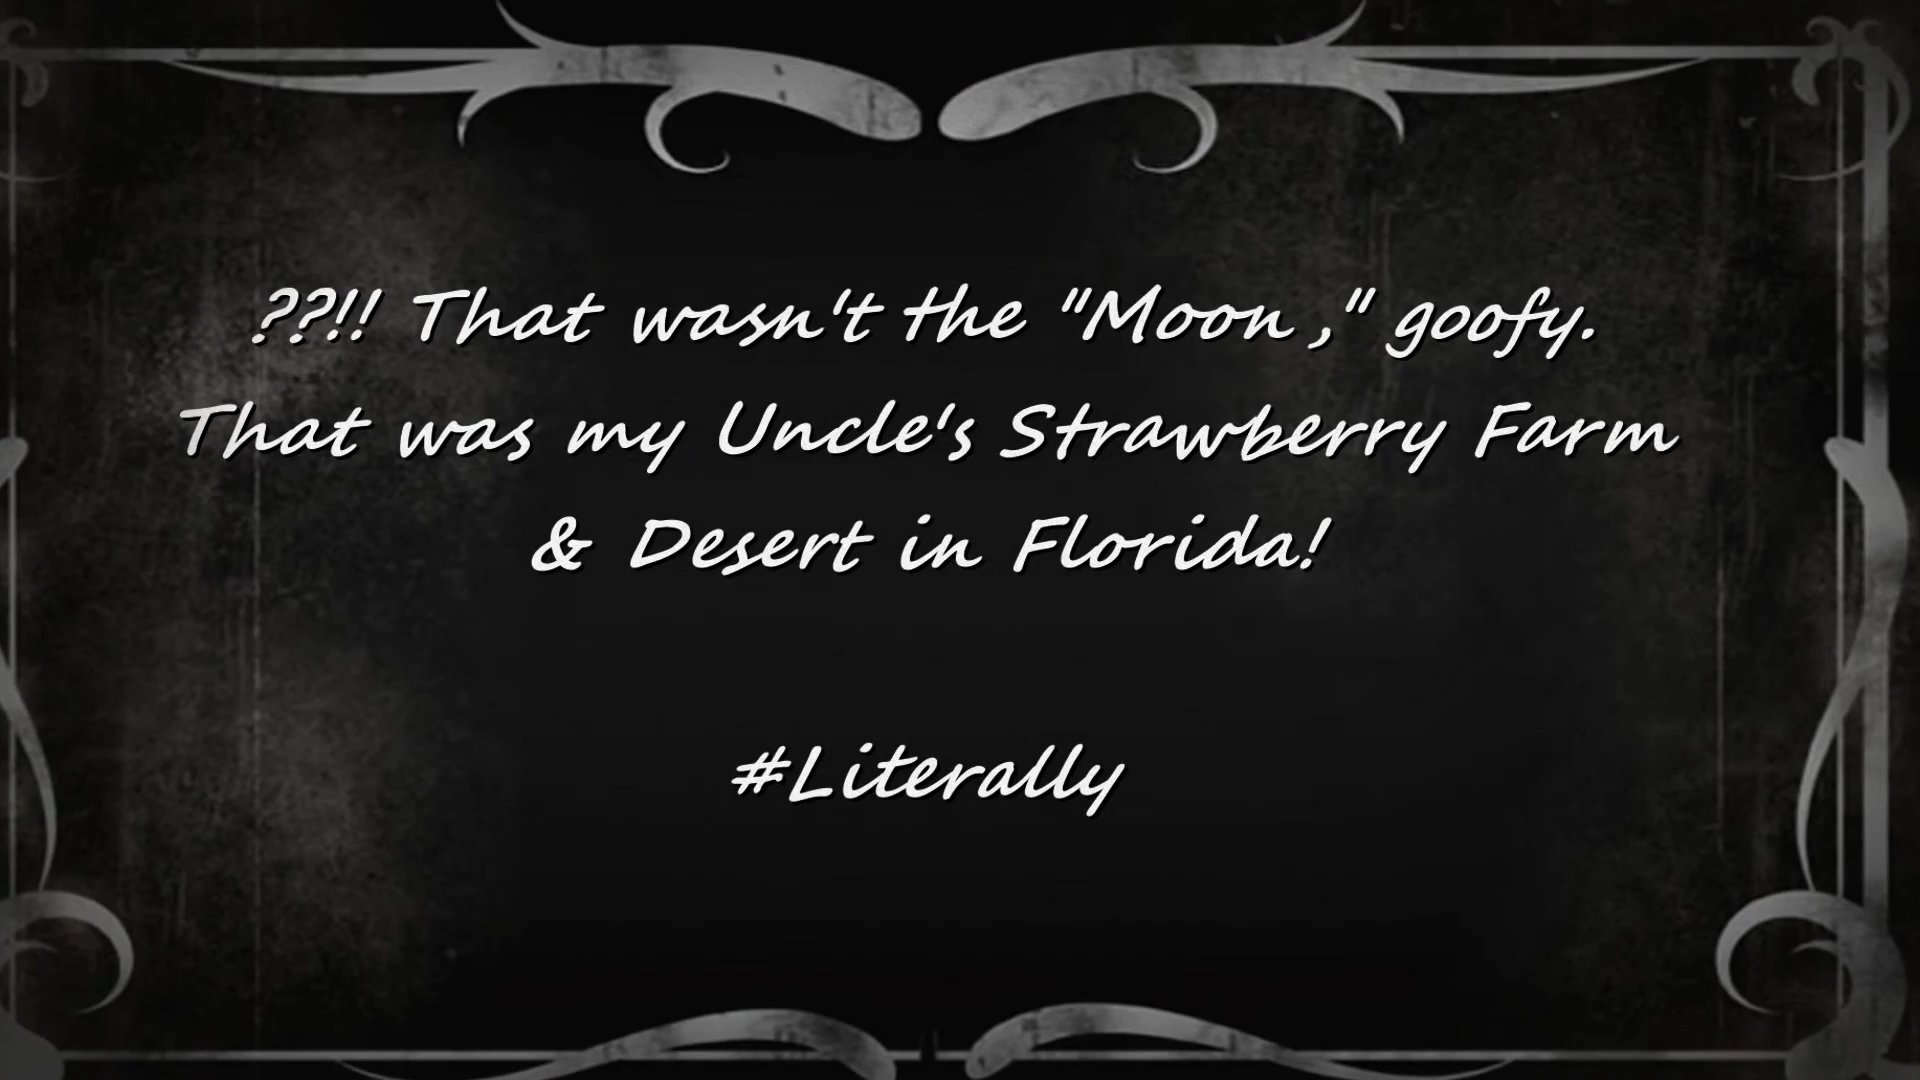 ??!! That wasn't the "Moon," goofy.
That was my Uncle's Strawberry Farm
& Desert in Florida!
#Literally